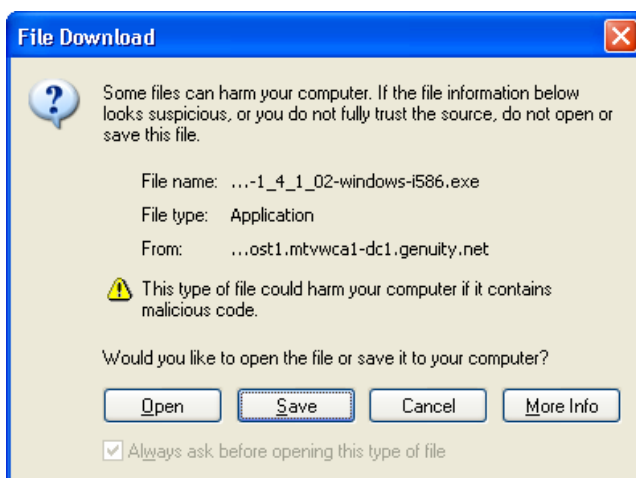 File Download
Some files can harm your computer. If the file information below
looks suspicious, or you do not fully trust the source, do not open or
save this file.
File name: ...-1_4_1_02-windows-i586.exe
File type: Application
From: ...ost1.mtvwca1-dc1.genuity.net
This type of file could harm your computer if it contains
malicious code.
Would you like to open the file or save it to your computer?
Open Save Cancel More Info
Always ask before opening this type of file